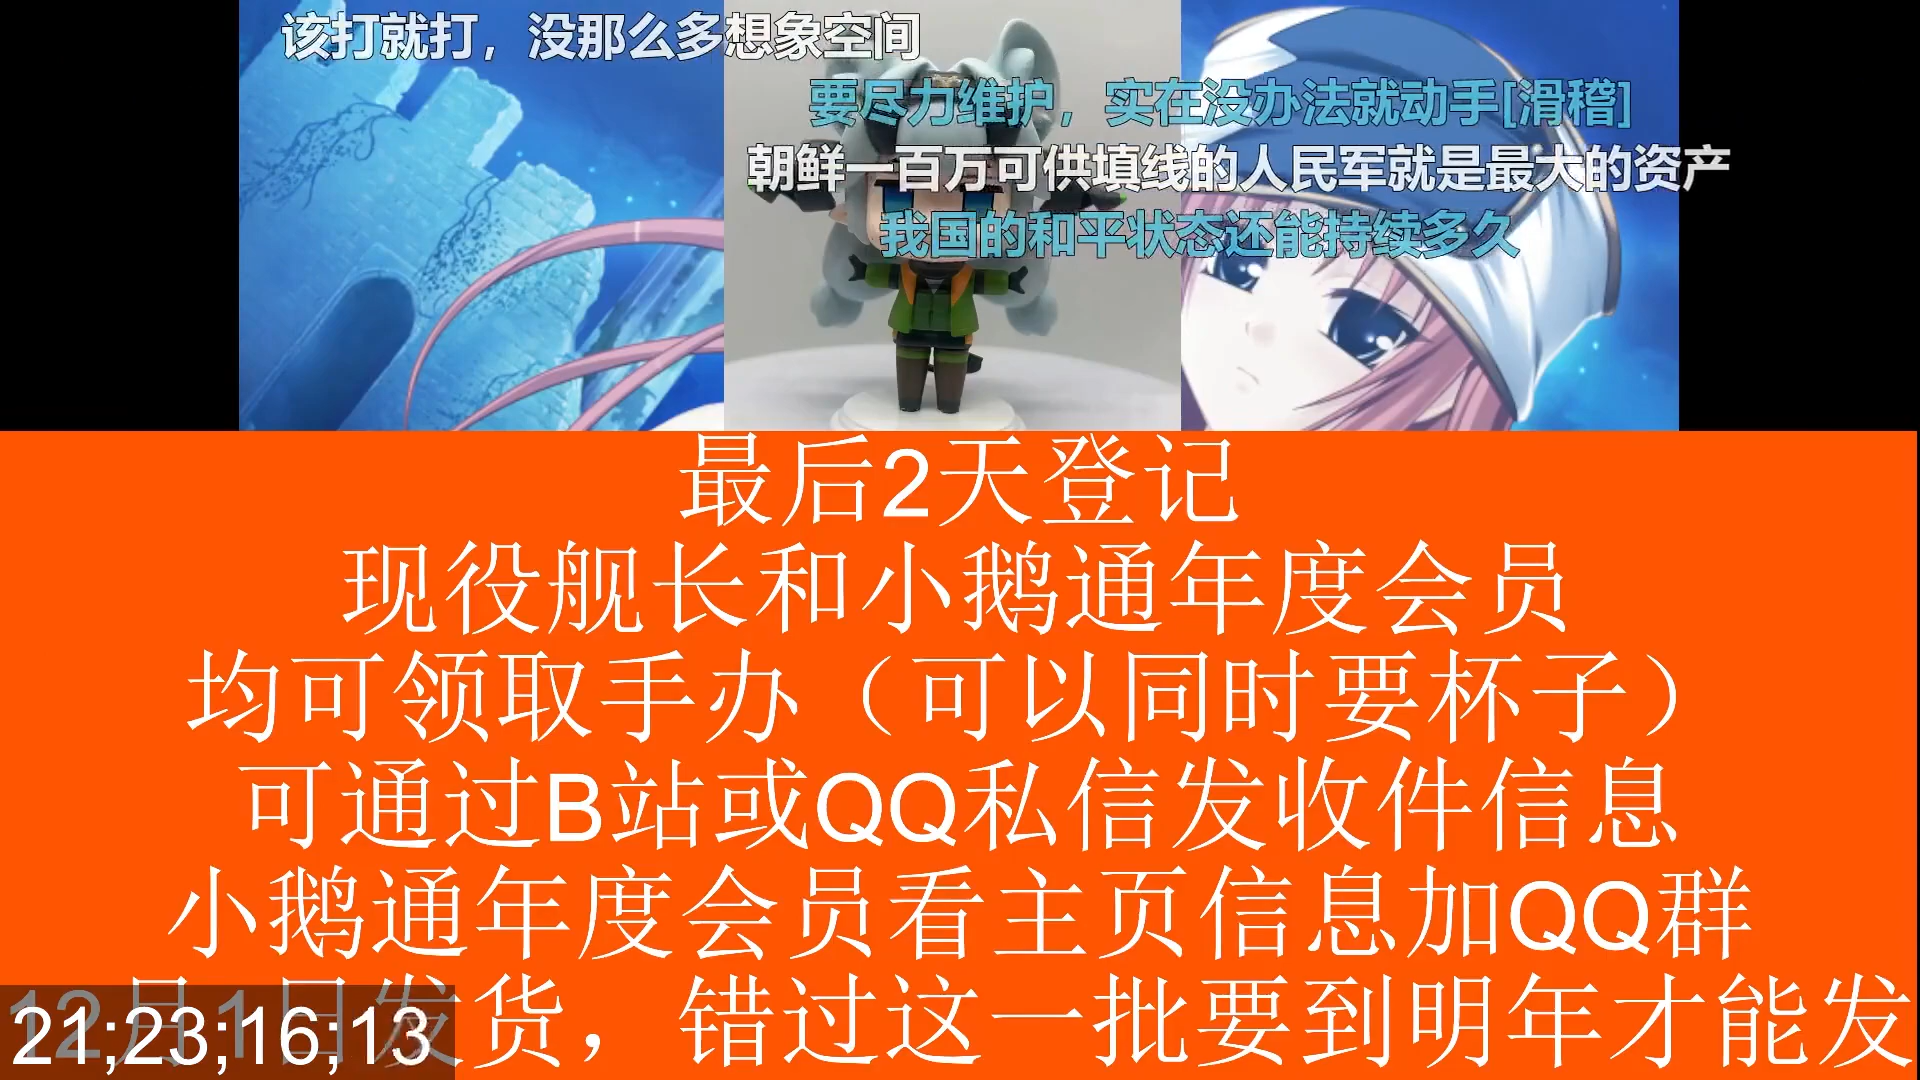 该打就打，没那么多想象空间
要尽力维护，实在没办法就动手[滑稽]
朝鲜一百万可供填线的人民军就是最大的资产
我国的和平状态还能持续多久
最后2天登记
现役舰长和小鹅通年度会员
均可领取手办（可以同时要杯子）
可通过B站或QQ私信发收件信息
小鹅通年度会员看主页信息加QQ群
12月1日发货，错过这一批要到明年才能发
21;23;16;13